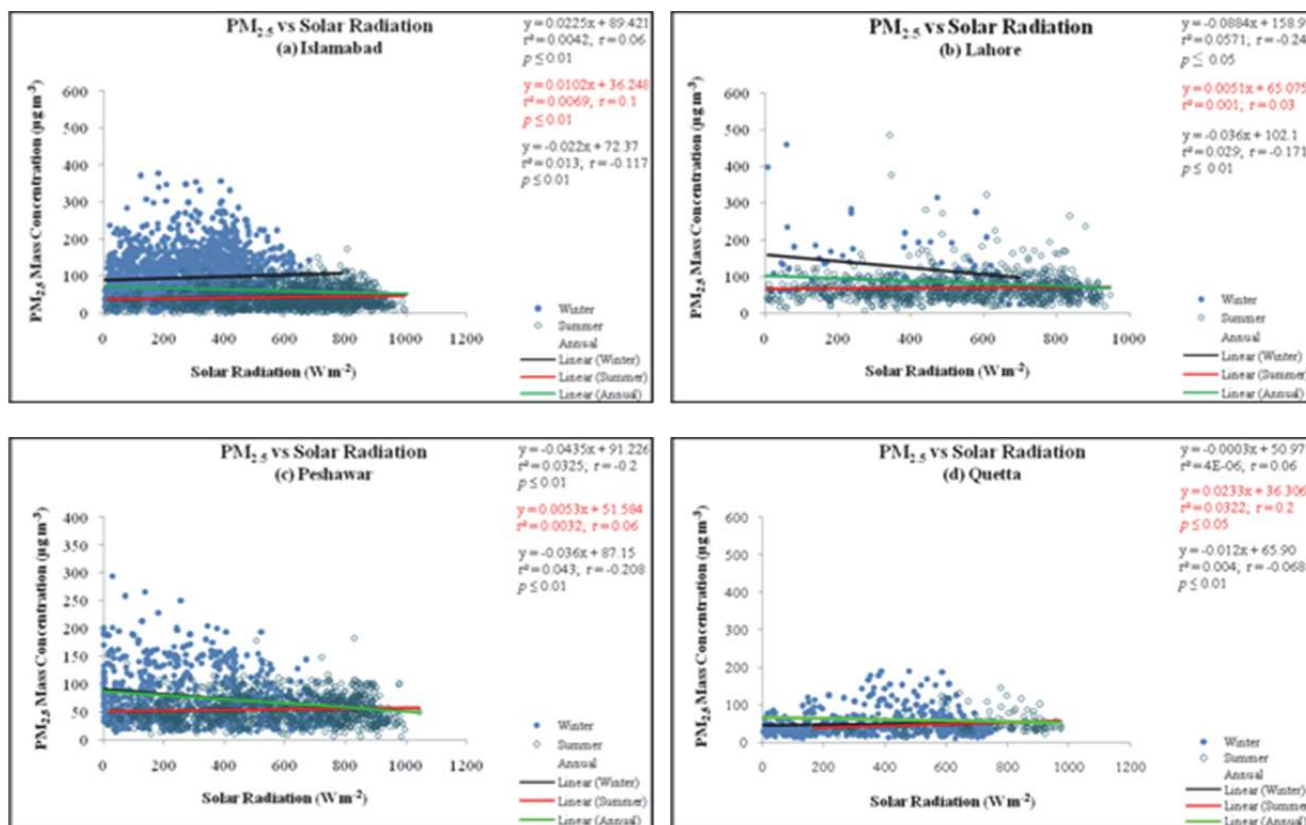 PM2.5 vs Solar Radiation
(a) Islamabad
y=0.0225x+89.421
r²=0.0042; r=0.06
p≤0.01
y=0.0102x+36.248
r²=0.0069; r=0.1
p≤0.01
y=-0.022x+72.37
r²=0.013; r=-0.117
p≤0.01
PM2.5 Mass Concentration (µg m-3)
600
500
400
300
200
100
0
0 200 400 600 800 1000 1200
Solar Radiation (Wm-2)
Winter
Summer
Annual
Linear (Winter)
Linear (Summer)
Linear (Annual)
PM2.5 vs Solar Radiation
(b) Lahore
y=-0.0884x+158.9
r²=0.0571; r=-0.24
p≤ 0.05
y=0.0051x+65.075
r²=0.001; r=0.03
y=-0.036x+102.1
r²=0.029; r=-0.171
p≤ 0.01
PM2.5 Mass Concentration (µg m-3)
600
500
400
300
200
100
0
0 200 400 600 800 1000
Solar Radiation (Wm-2)
Winter
Summer
Annual
Linear (Winter)
Linear (Summer)
Linear (Annual)
PM2.5 vs Solar Radiation
(c) Peshawar
y=-0.0435x+91.226
r²=0.0325; r=-0.2
p≤0.01
y=0.0053x+51.584
r²=0.0032; r=0.06
y=-0.036x+87.15
r²=0.043; r=-0.208
p≤0.01
PM2.5 Mass Concentration (µg m-3)
400
350
300
250
200
150
100
50
0
0 200 400 600 800 1000 1200
Solar Radiation (Wm-2)
Winter
Summer
Annual
Linear (Winter)
Linear (Summer)
Linear (Annual)
PM2.5 vs Solar Radiation
(d) Quetta
y=-0.0003x+50.97
r²=4E-06; r=0.06
y=0.0233x+36.306
r²=0.0322; r=0.2
p≤0.05
y=-0.012x+65.90
r²=0.004; r=-0.068
p≤0.01
PM2.5 Mass Concentration (µg m-3)
600
500
400
300
200
100
0
0 200 400 600 800 1000 1200
Solar Radiation (Wm-2)
Winter
Summer
Annual
Linear (Winter)
Linear (Summer)
Linear (Annual)